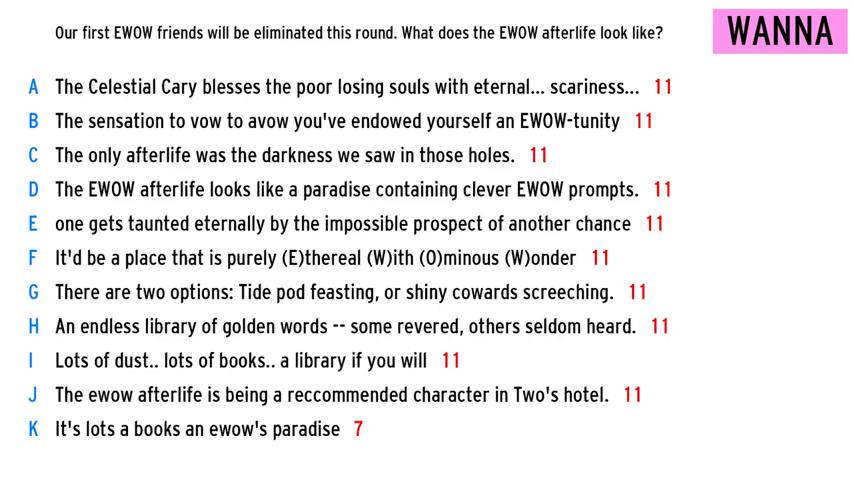 Our first EWOW friends will be eliminated this round. What does the EWOW afterlife look like? WANNA
A The Celestial Cary blesses the poor losing souls with eternal... scariness... 11
B The sensation to vow to avow you've endowed yourself an EWOW-tunity 11
C The only afterlife was the darkness we saw in those holes. 11
D The EWOW afterlife looks like a paradise containing clever EWOW prompts. 11
E one gets taunted eternally by the impossible prospect of another chance 11
F It'd be a place that is purely (E)thereal (W)ith (O)minous (W)onder 11
G There are two options: Tide pod feasting, or shiny cowards screeching. 11
H An endless library of golden words -- some revered, others seldom heard. 11
I Lots of dust.. lots of books.. a library if you will 11
J The ewow afterlife is being a reccommended character in Two's hotel. 11
K It's lots a books an ewow's paradise 7